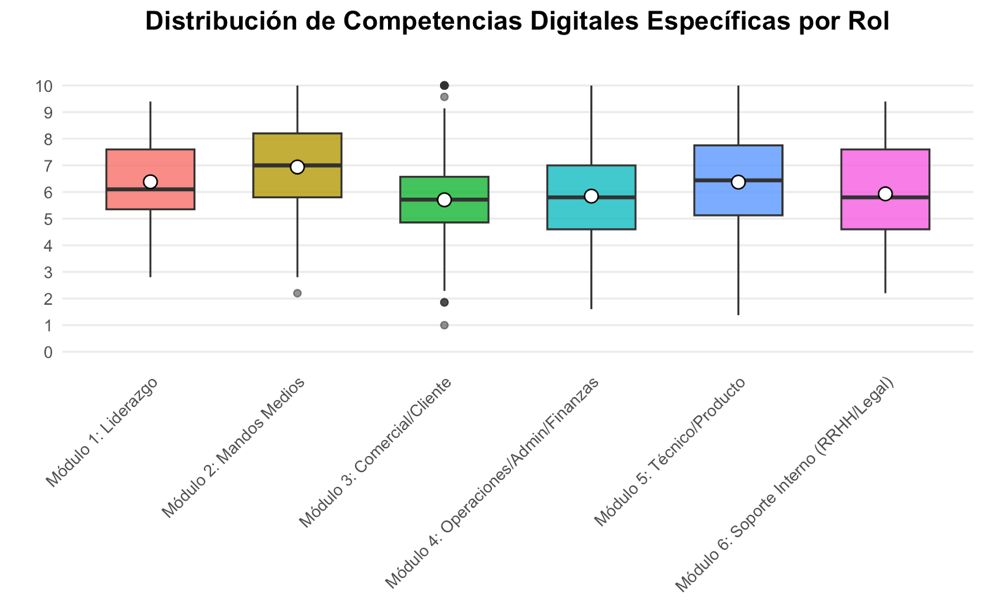 Distribución de Competencias Digitales Específicas por Rol
10
9
8
7
6
5
4
3
2
1
0
Módulo 1: Liderazgo
Módulo 2: Mandos Medios
Módulo 3: Comercial/Cliente
Módulo 4: Operaciones/Admin/Finanzas
Módulo 5: Técnico/Producto
Módulo 6: Soporte Interno (RRHH/Legal)